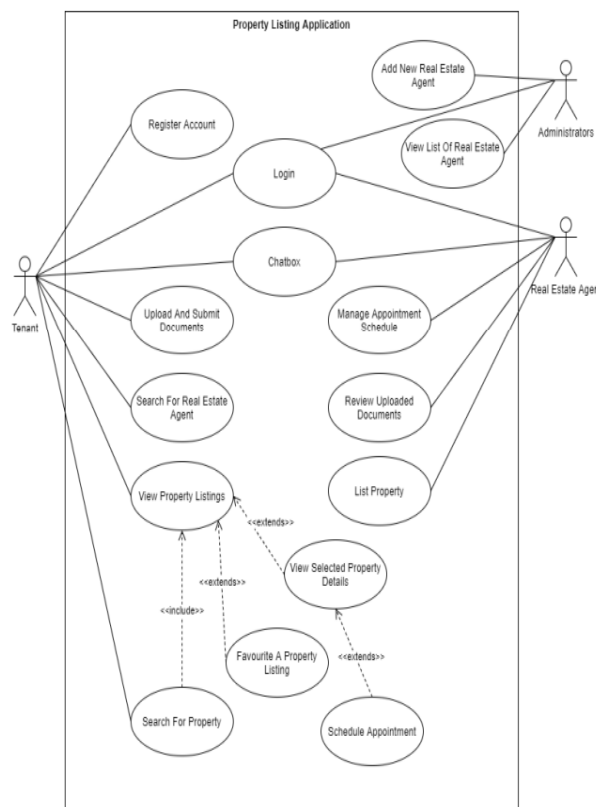 Property Listing Application
Add New Real Estate
Agent
Administrators
Register Account
View List Of Real Estate
Agent
Login
Chatbox
Tenant
Real Estate Agen
Upload And Submit
Documents
Manage Appointment
Schedule
Search For Real Estate
Agent
Review Uploaded
Documents
View Property Listings
List Property
<<extends>>
View Selected Property
Details
<<extends>>
<<include>>
Favourite A Property
Listing
<<extends>>
Search For Property
Schedule Appointment